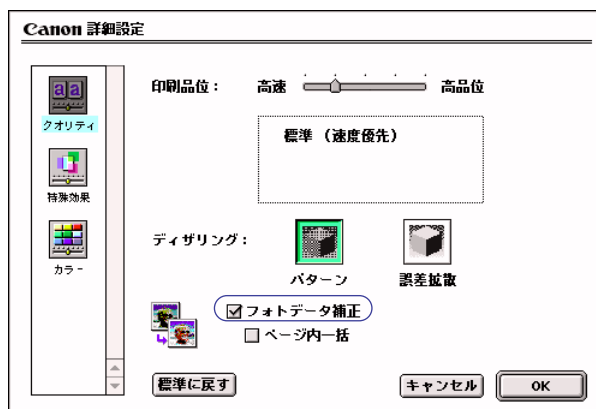 Canon 詳細設定
クオリティ
特殊効果
カラー
印刷品位：
高速
高品位
標準（速度優先）
ディザリング：
パターン
誤差拡散
フォトデータ補正
ページ内一括
標準に戻す
キャンセル
OK